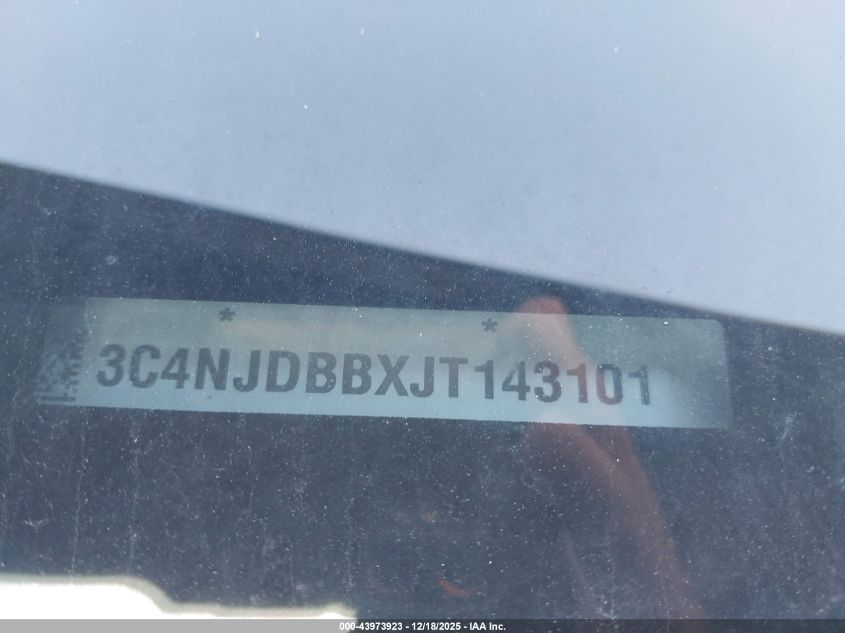 * *
3C4NJDBBXJT143101
000-43973923 - 12/18/2025 - IAA Inc.